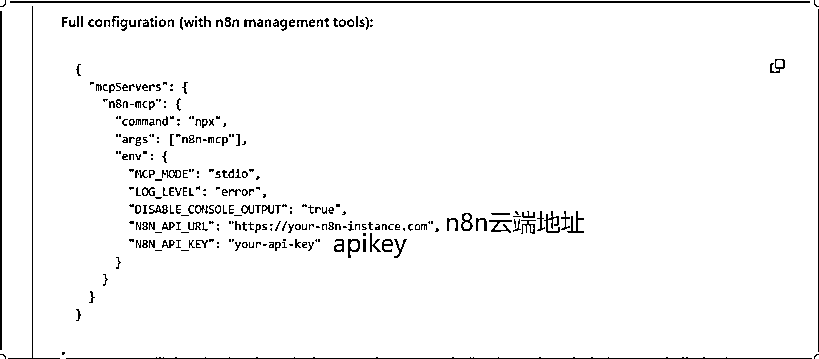 Full configuration (with n8n management tools):
{
"mcpServers": {
"n8n-mcp": {
"command": "npx",
"args": ["n8n-mcp"],
"env": {
"MCP_MODE": "stdio",
"LOG_LEVEL": "error",
"DISABLE_CONSOLE_OUTPUT": "true",
"N8N_API_URL": "https://your-n8n-instance.com", n8n云端地址
"N8N_API_KEY": "your-api-key" apikey
}
}
}
}